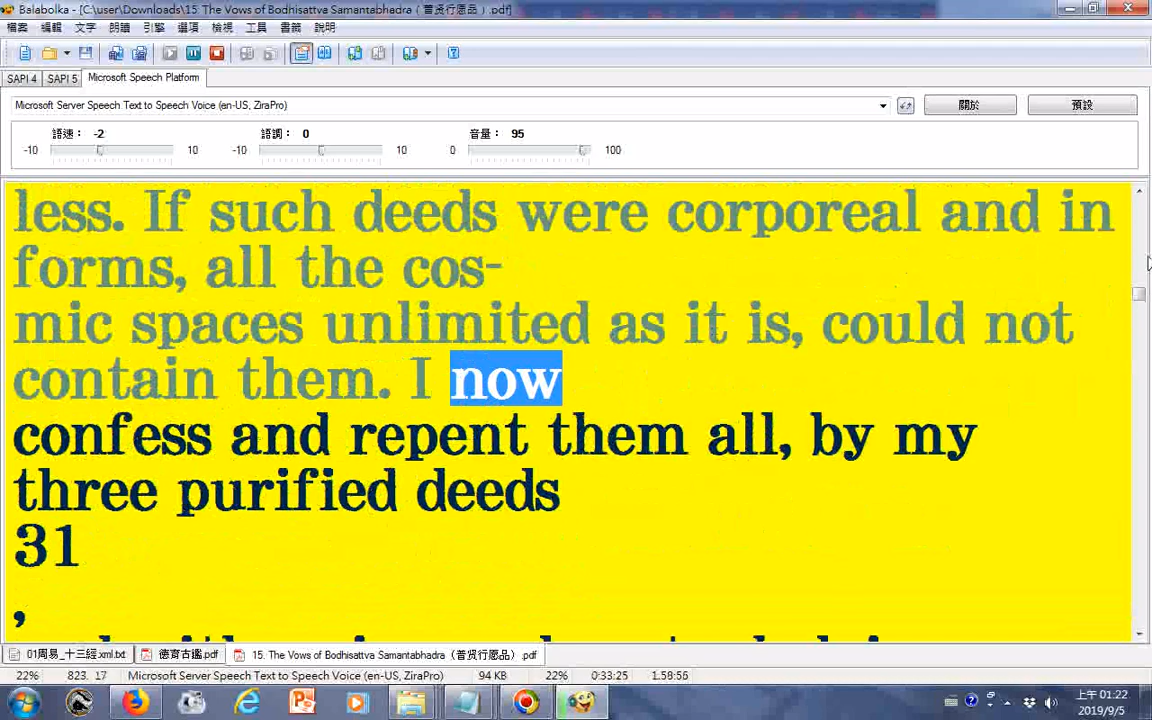 Balabolka - [C:\user\Downloads\15. The Vows of Bodhisattva Samantabhadra（普贤行愿品）.pdf]
檔案 編輯 文字 朗讀 引擎 選項 檢視 工具 書籤 說明
SAPI 4 SAPI 5 Microsoft Speech Platform
Microsoft Server Speech Text to Speech Voice (en-US, ZiraPro) 關於 預設
語速： -2 語調： 0 音量： 95
-10 10 -10 10 0 100
less. If such deeds were corporeal and in
forms, all the cos-
mic spaces unlimited as it is, could not
contain them. I now
confess and repent them all, by my
three purified deeds
31
,
01周易_十三經.xml.txt 德育古鑑.pdf 15. The Vows of Bodhisattva Samantabhadra（普贤行愿品）.pdf
22% 823. 17 Microsoft Server Speech Text to Speech Voice (en-US, ZiraPro) 94 KB 22% 0:33:25 1.58:56
上午 01:22
2019/9/5